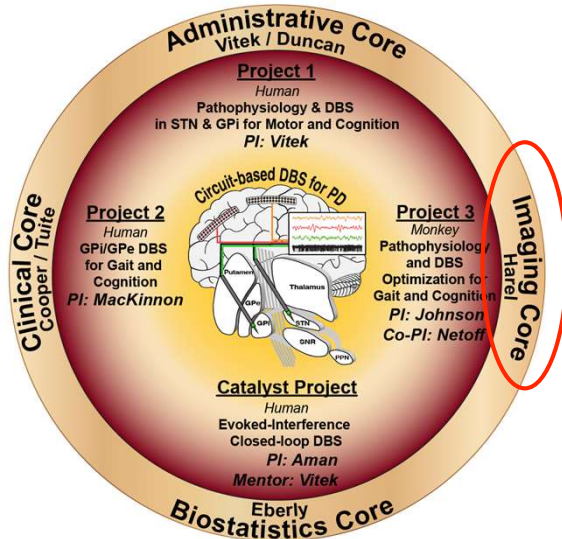 Administrative Core
Vitek / Duncan
Project 1
Human
Pathophysiology & DBS
in STN & GPi for Motor and Cognition
PI: Vitek
Clinical Core
Cooper / Tuite
Project 2
Human
GPi/GPe DBS
for Gait and
Cognition
PI: MacKinnon
Circuit-based DBS for PD
Putamen
GPe
GPi
Thalamus
STN
SNR
PPN
Project 3
Monkey
Pathophysiology
and DBS
Optimization for
Gait and Cognition
PI: Johnson
Co-PI: Netoff
Imaging Core
Harel
Catalyst Project
Human
Evoked-Interference
Closed-loop DBS
PI: Aman
Mentor: Vitek
Eberly
Biostatistics Core